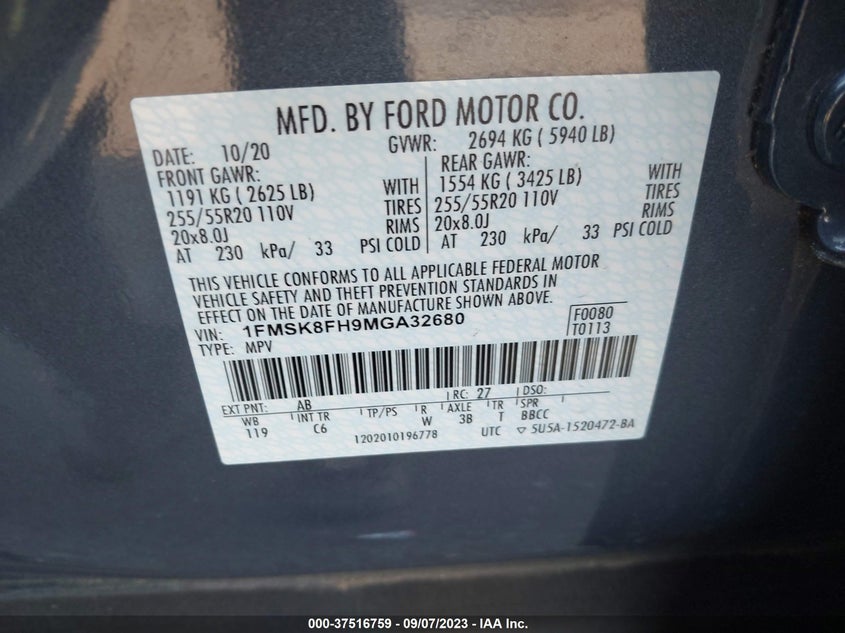 MFD. BY FORD MOTOR CO.
DATE: 10/20 GVWR: 2694 KG ( 5940 LB)
FRONT GAWR: REAR GAWR:
1191 KG ( 2625 LB) WITH 1554 KG ( 3425 LB) WITH
255/55R20 110V TIRES 255/55R20 110V TIRES
20x8.0J RIMS 20x8.0J RIMS
AT 230 kPa/ 33 PSI COLD AT 230 kPa/ 33 PSI COLD
THIS VEHICLE CONFORMS TO ALL APPLICABLE FEDERAL MOTOR
VEHICLE SAFETY AND THEFT PREVENTION STANDARDS IN
EFFECT ON THE DATE OF MANUFACTURE SHOWN ABOVE.
VIN: 1FMSK8FH9MGA32680 F0080
TYPE: MPV T0113
EXT PNT: AB RC: 27 DSO:
WB INT TR TP/PS R AXLE TR SPR
119 C6 W 3B T BBCC
1202010196778 UTC ▽ 5U5A-1520472-BA
000-37516759 - 09/07/2023 - IAA Inc.